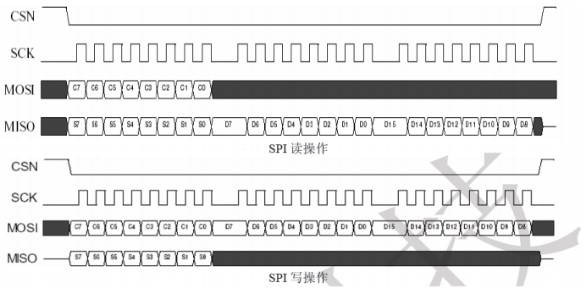 CSN
SCK
MOSI C7 C6 C5 C4 C3 C2 C1 C0
MISO S7 S6 S5 S4 S3 S2 S1 S0 D7 D6 D5 D4 D3 D2 D1 D0 D15 D14 D13 D12 D11 D10 D9 D8
SPI 读操作
CSN
SCK
MOSI C7 C6 C5 C4 C3 C2 C1 C0 D7 D6 D5 D4 D3 D2 D1 D0 D15 D14 D13 D12 D11 D10 D9 D8
MISO S7 S6 S5 S4 S3 S2 S1 S0
SPI 写操作